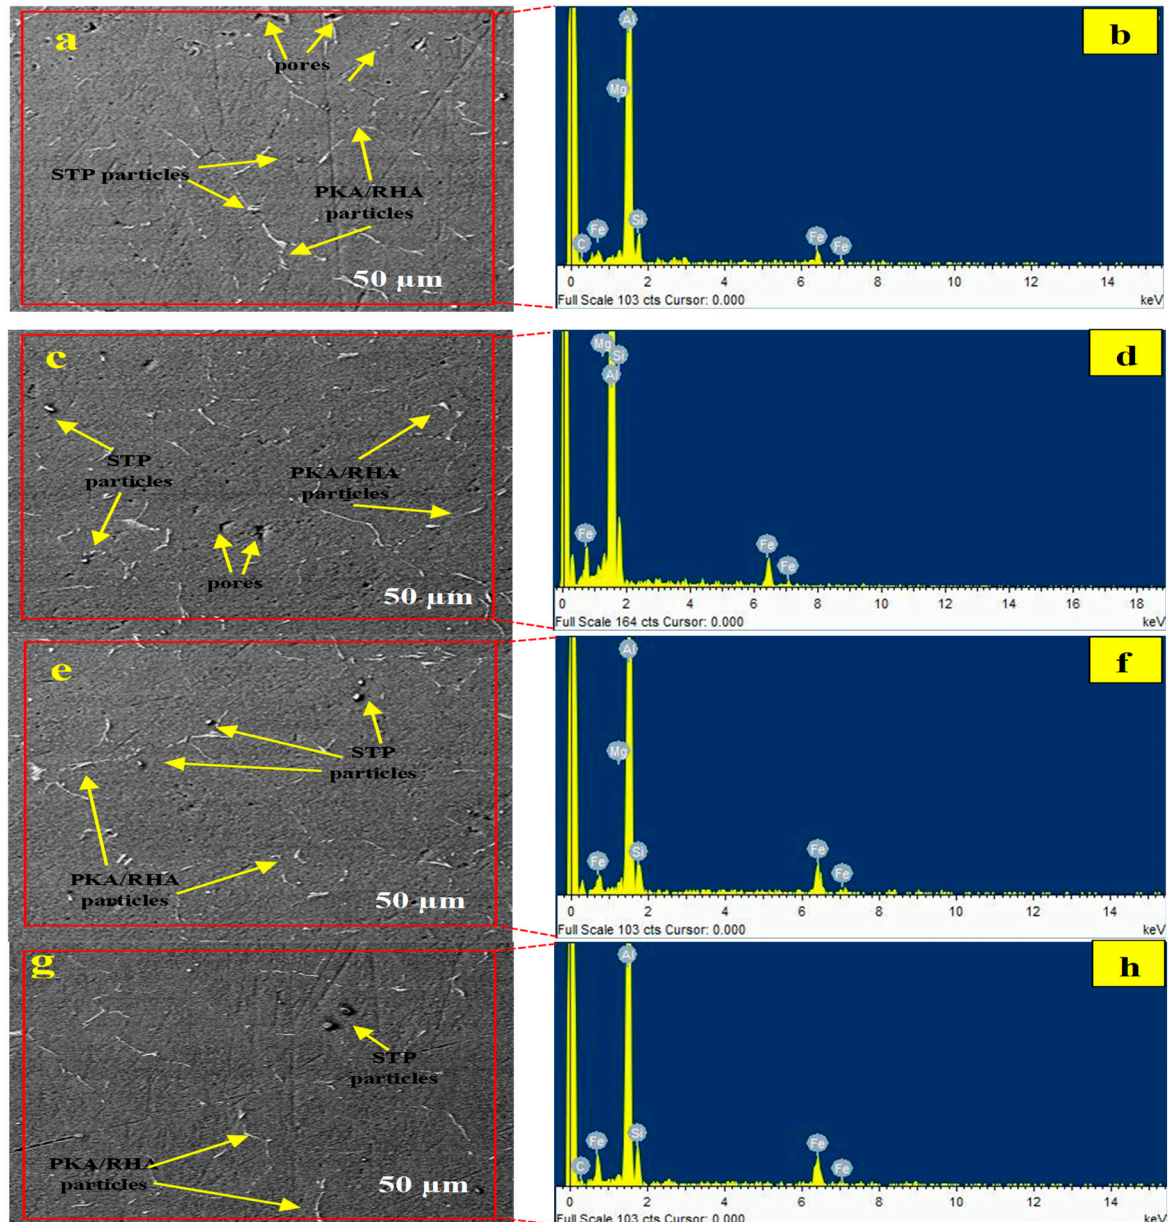 a
pores
STP particles
PKA/RHA
particles
50 µm
b
Al
Mg
Si
Fe
C
Fe
Fe
0 2 4 6 8 10 12 14
Full Scale 103 cts Cursor: 0.000
keV
c
STP
particles
PKA/RHA
particles
pores
50 µm
d
Mg
Si
Al
Fe
Fe
Fe
0 2 4 6 8 10 12 14 16 18
Full Scale 164 cts Cursor: 0.000
keV
e
STP
particles
PKA/RHA
particles
50 µm
f
Al
Mg
Si
Fe
Fe
Fe
0 2 4 6 8 10 12 14
Full Scale 103 cts Cursor: 0.000
keV
g
STP
particles
PKA/RHA
particles
50 µm
h
Al
Fe
Si
C
Fe
Fe
0 2 4 6 8 10 12 14
Full Scale 103 cts Cursor: 0.000
keV